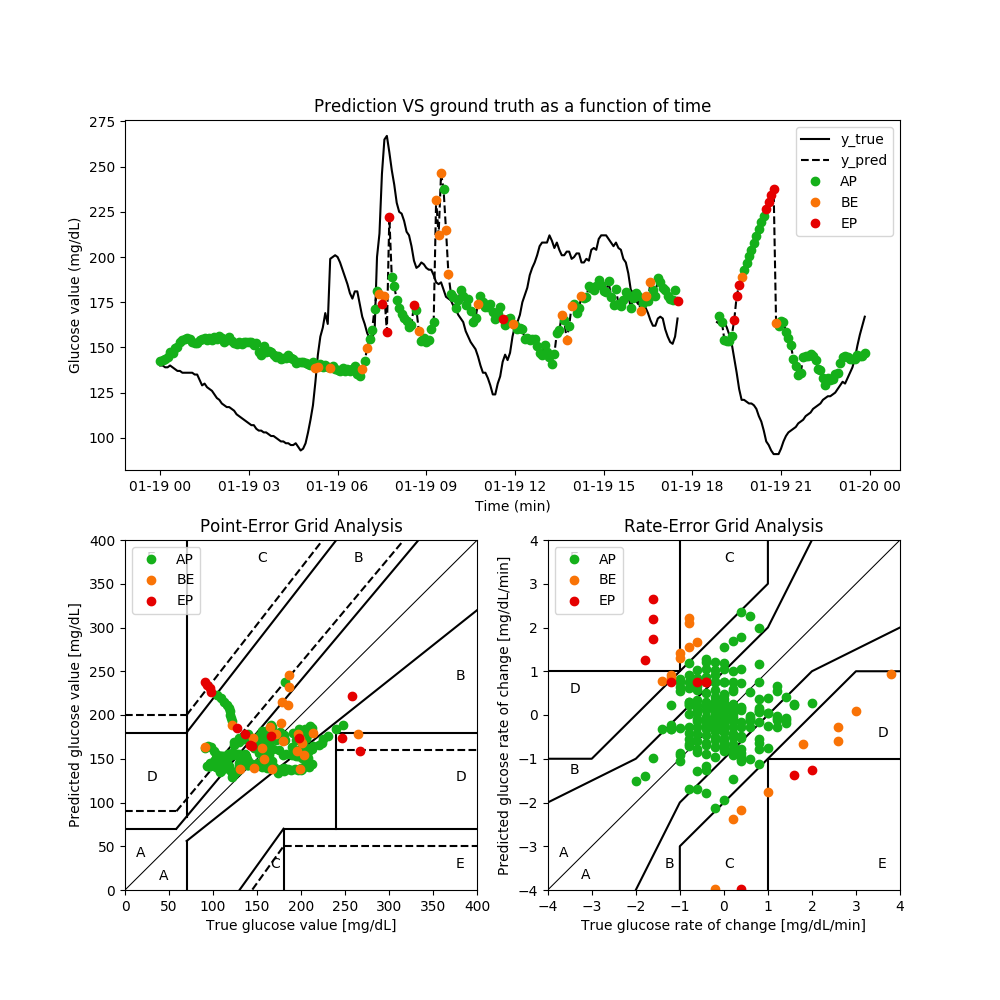 Prediction VS ground truth as a function of time
Glucose value (mg/dL)
275
250
225
200
175
150
125
100
y_true
y_pred
AP
BE
EP
01-19 00 01-19 03 01-19 06 01-19 09 01-19 12 01-19 15 01-19 18 01-19 21 01-20 00
Time (min)
Point-Error Grid Analysis
Predicted glucose value [mg/dL]
400
350
300
250
200
150
100
50
0
AP
BE
EP
C
B
B
D
D
A
A
C
E
0 50 100 150 200 250 300 350 400
True glucose value [mg/dL]
Rate-Error Grid Analysis
Predicted glucose rate of change [mg/dL/min]
4
3
2
1
0
−1
−2
−3
−4
AP
BE
EP
C
D
D
B
A
A
B
C
E
−4 −3 −2 −1 0 1 2 3 4
True glucose rate of change [mg/dL/min]